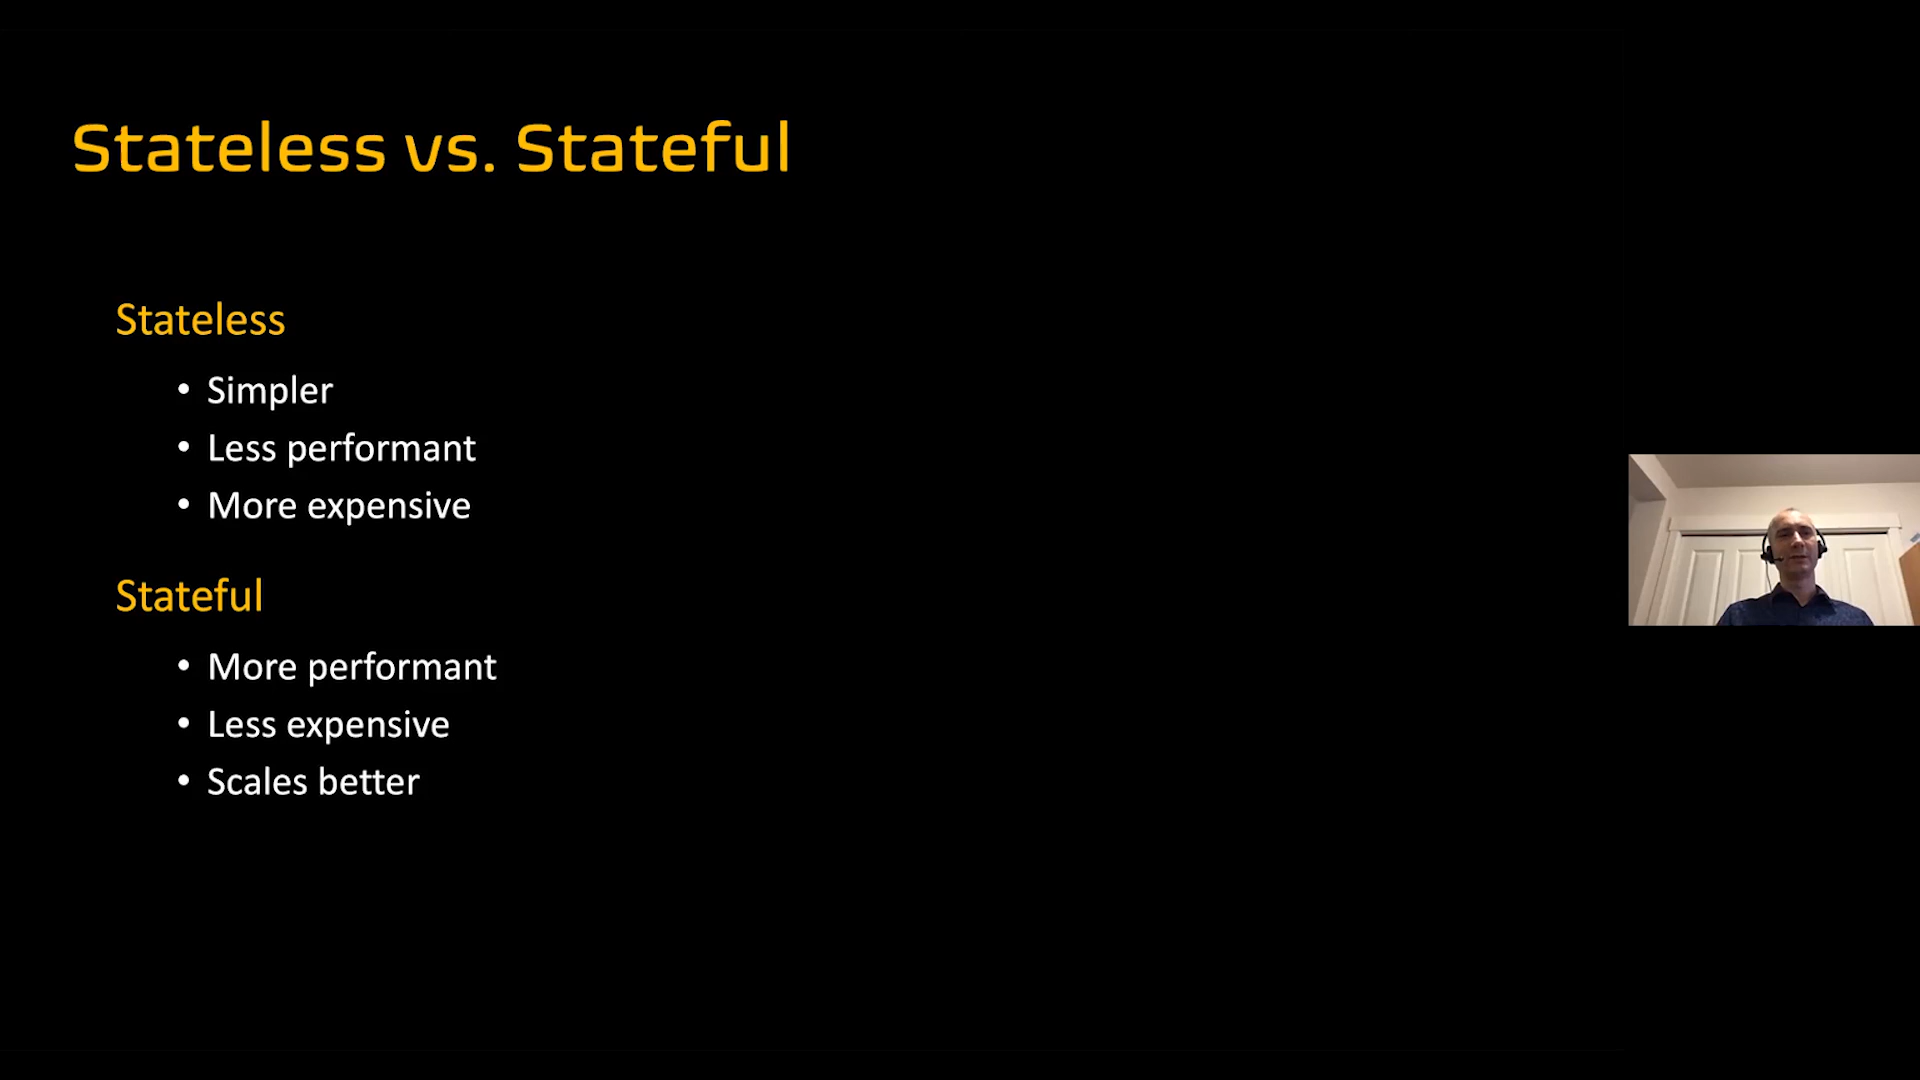 Stateless vs. Stateful
Stateless
• Simpler
• Less performant
• More expensive
Stateful
• More performant
• Less expensive
• Scales better